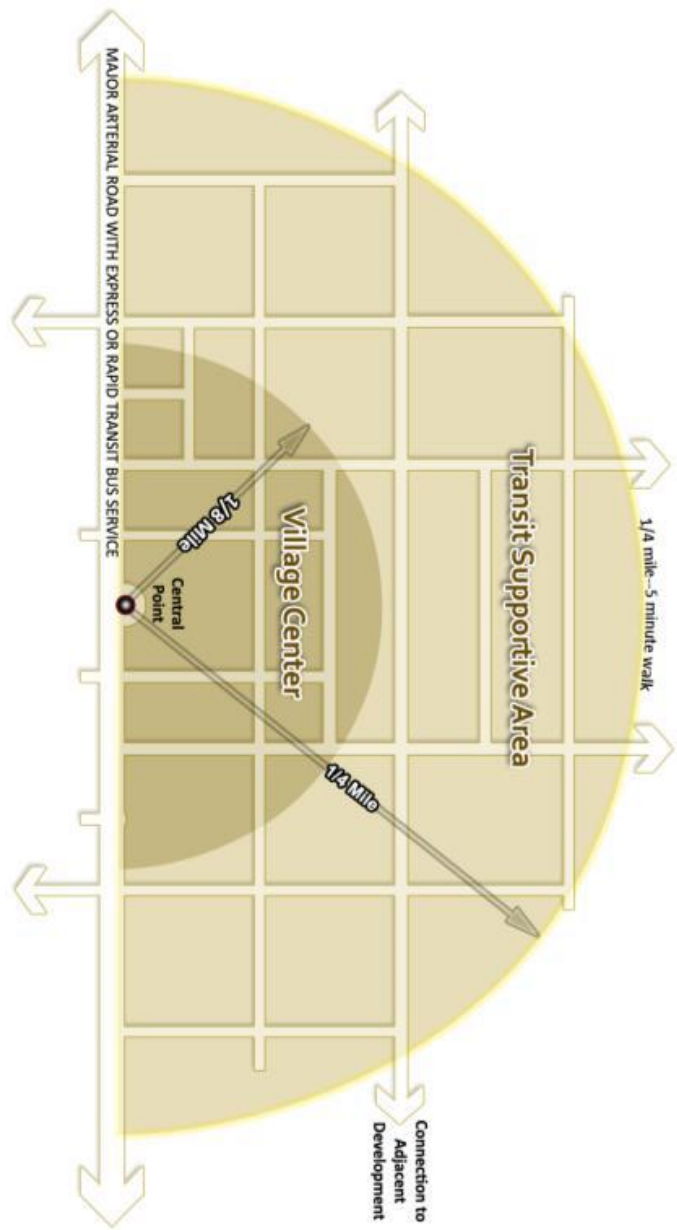 1/4 mile--5 minute walk
Transit Supportive Area
Connection to
Adjacent
Development
Village Center
1/4 Mile
1/8 Mile
Central
Point
MAJOR ARTERIAL ROAD WITH EXPRESS OR RAPID TRANSIT BUS SERVICE